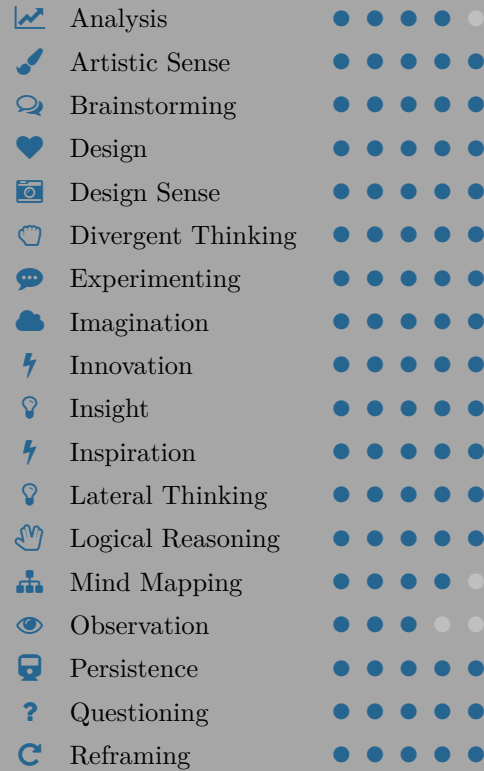 Analysis
Artistic Sense
Brainstorming
Design
Design Sense
Divergent Thinking
Experimenting
Imagination
Innovation
Insight
Inspiration
Lateral Thinking
Logical Reasoning
Mind Mapping
Observation
Persistence
? Questioning
Reframing